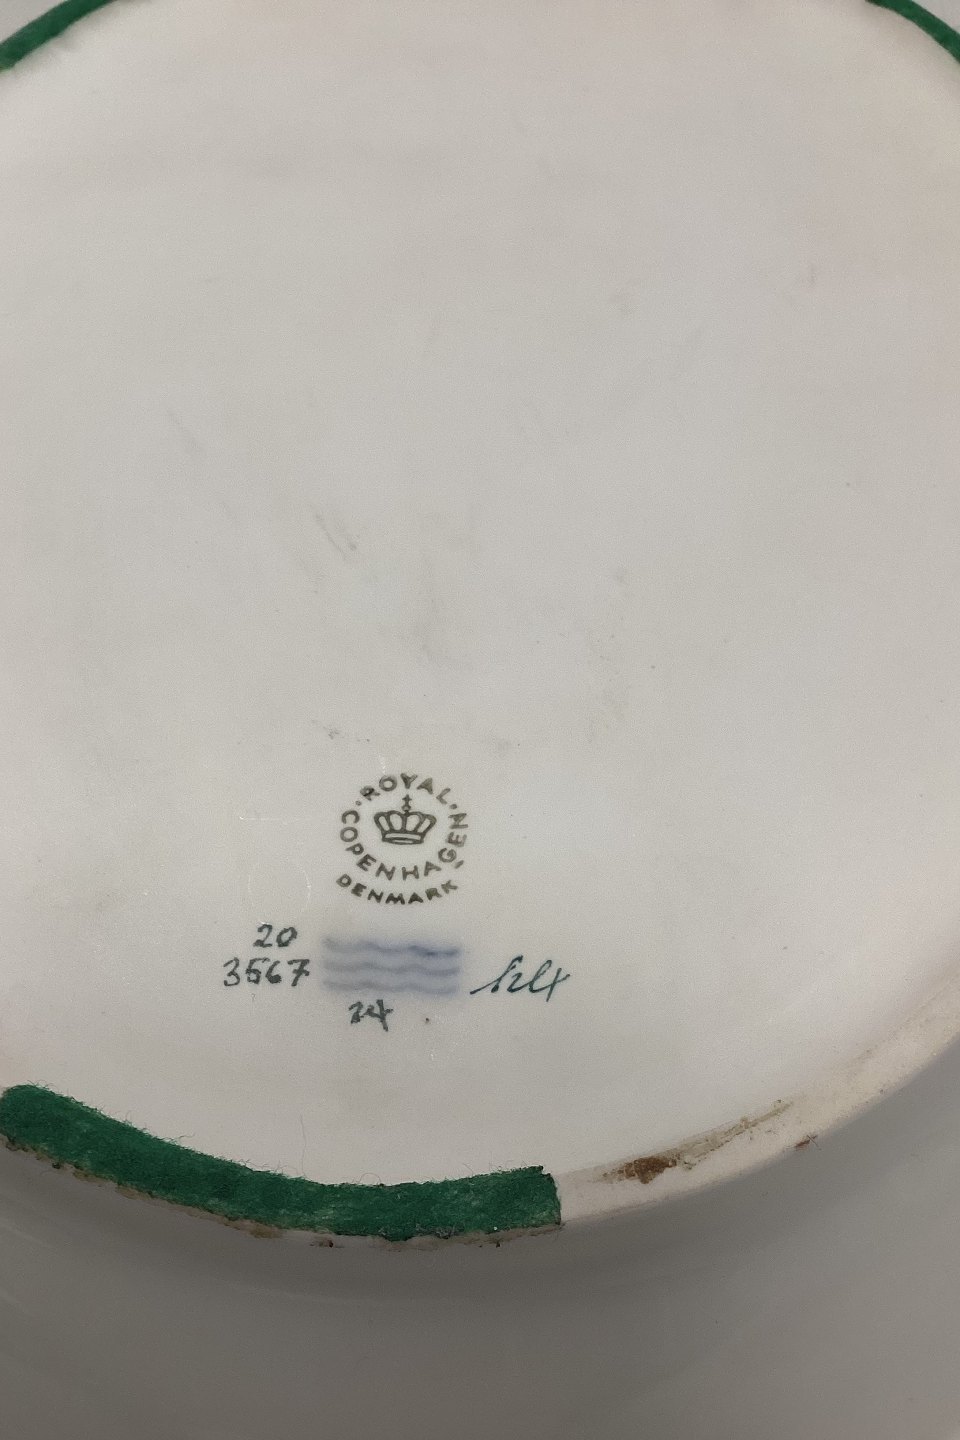 ROYAL
COPENHAGEN
DENMARK
20
3567
24